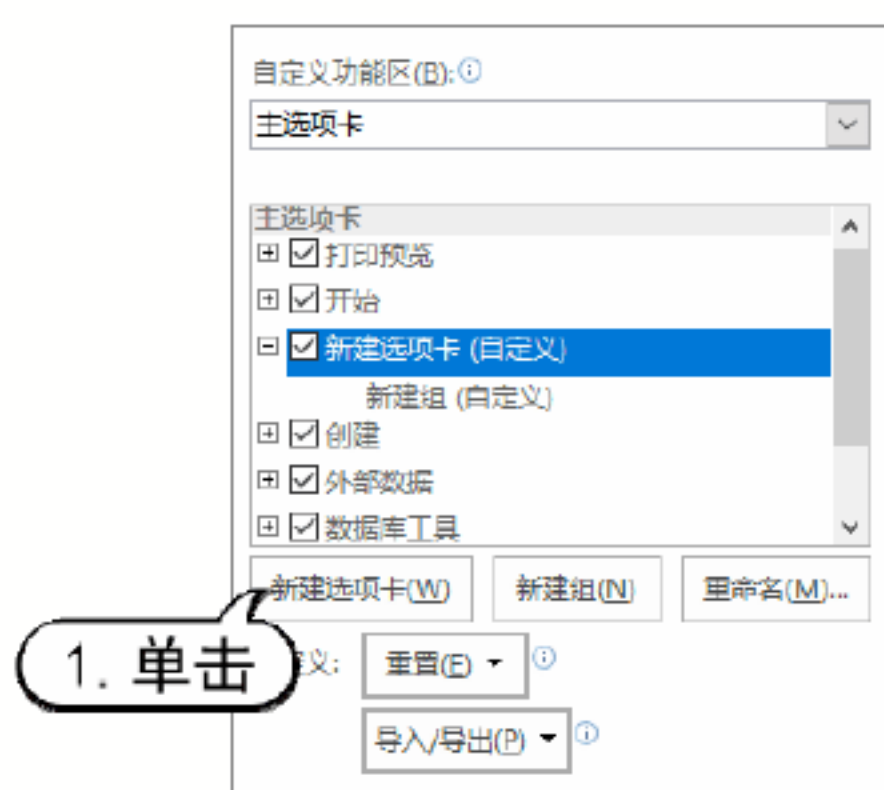 自定义功能区(B):
主选项卡
主选项卡
打印预览
开始
新建选项卡 (自定义)
新建组 (自定义)
创建
外部数据
数据库工具
新建选项卡(W) 新建组(N) 重命名(M)...
1. 单击
义: 重置(E)
导入/导出(P)